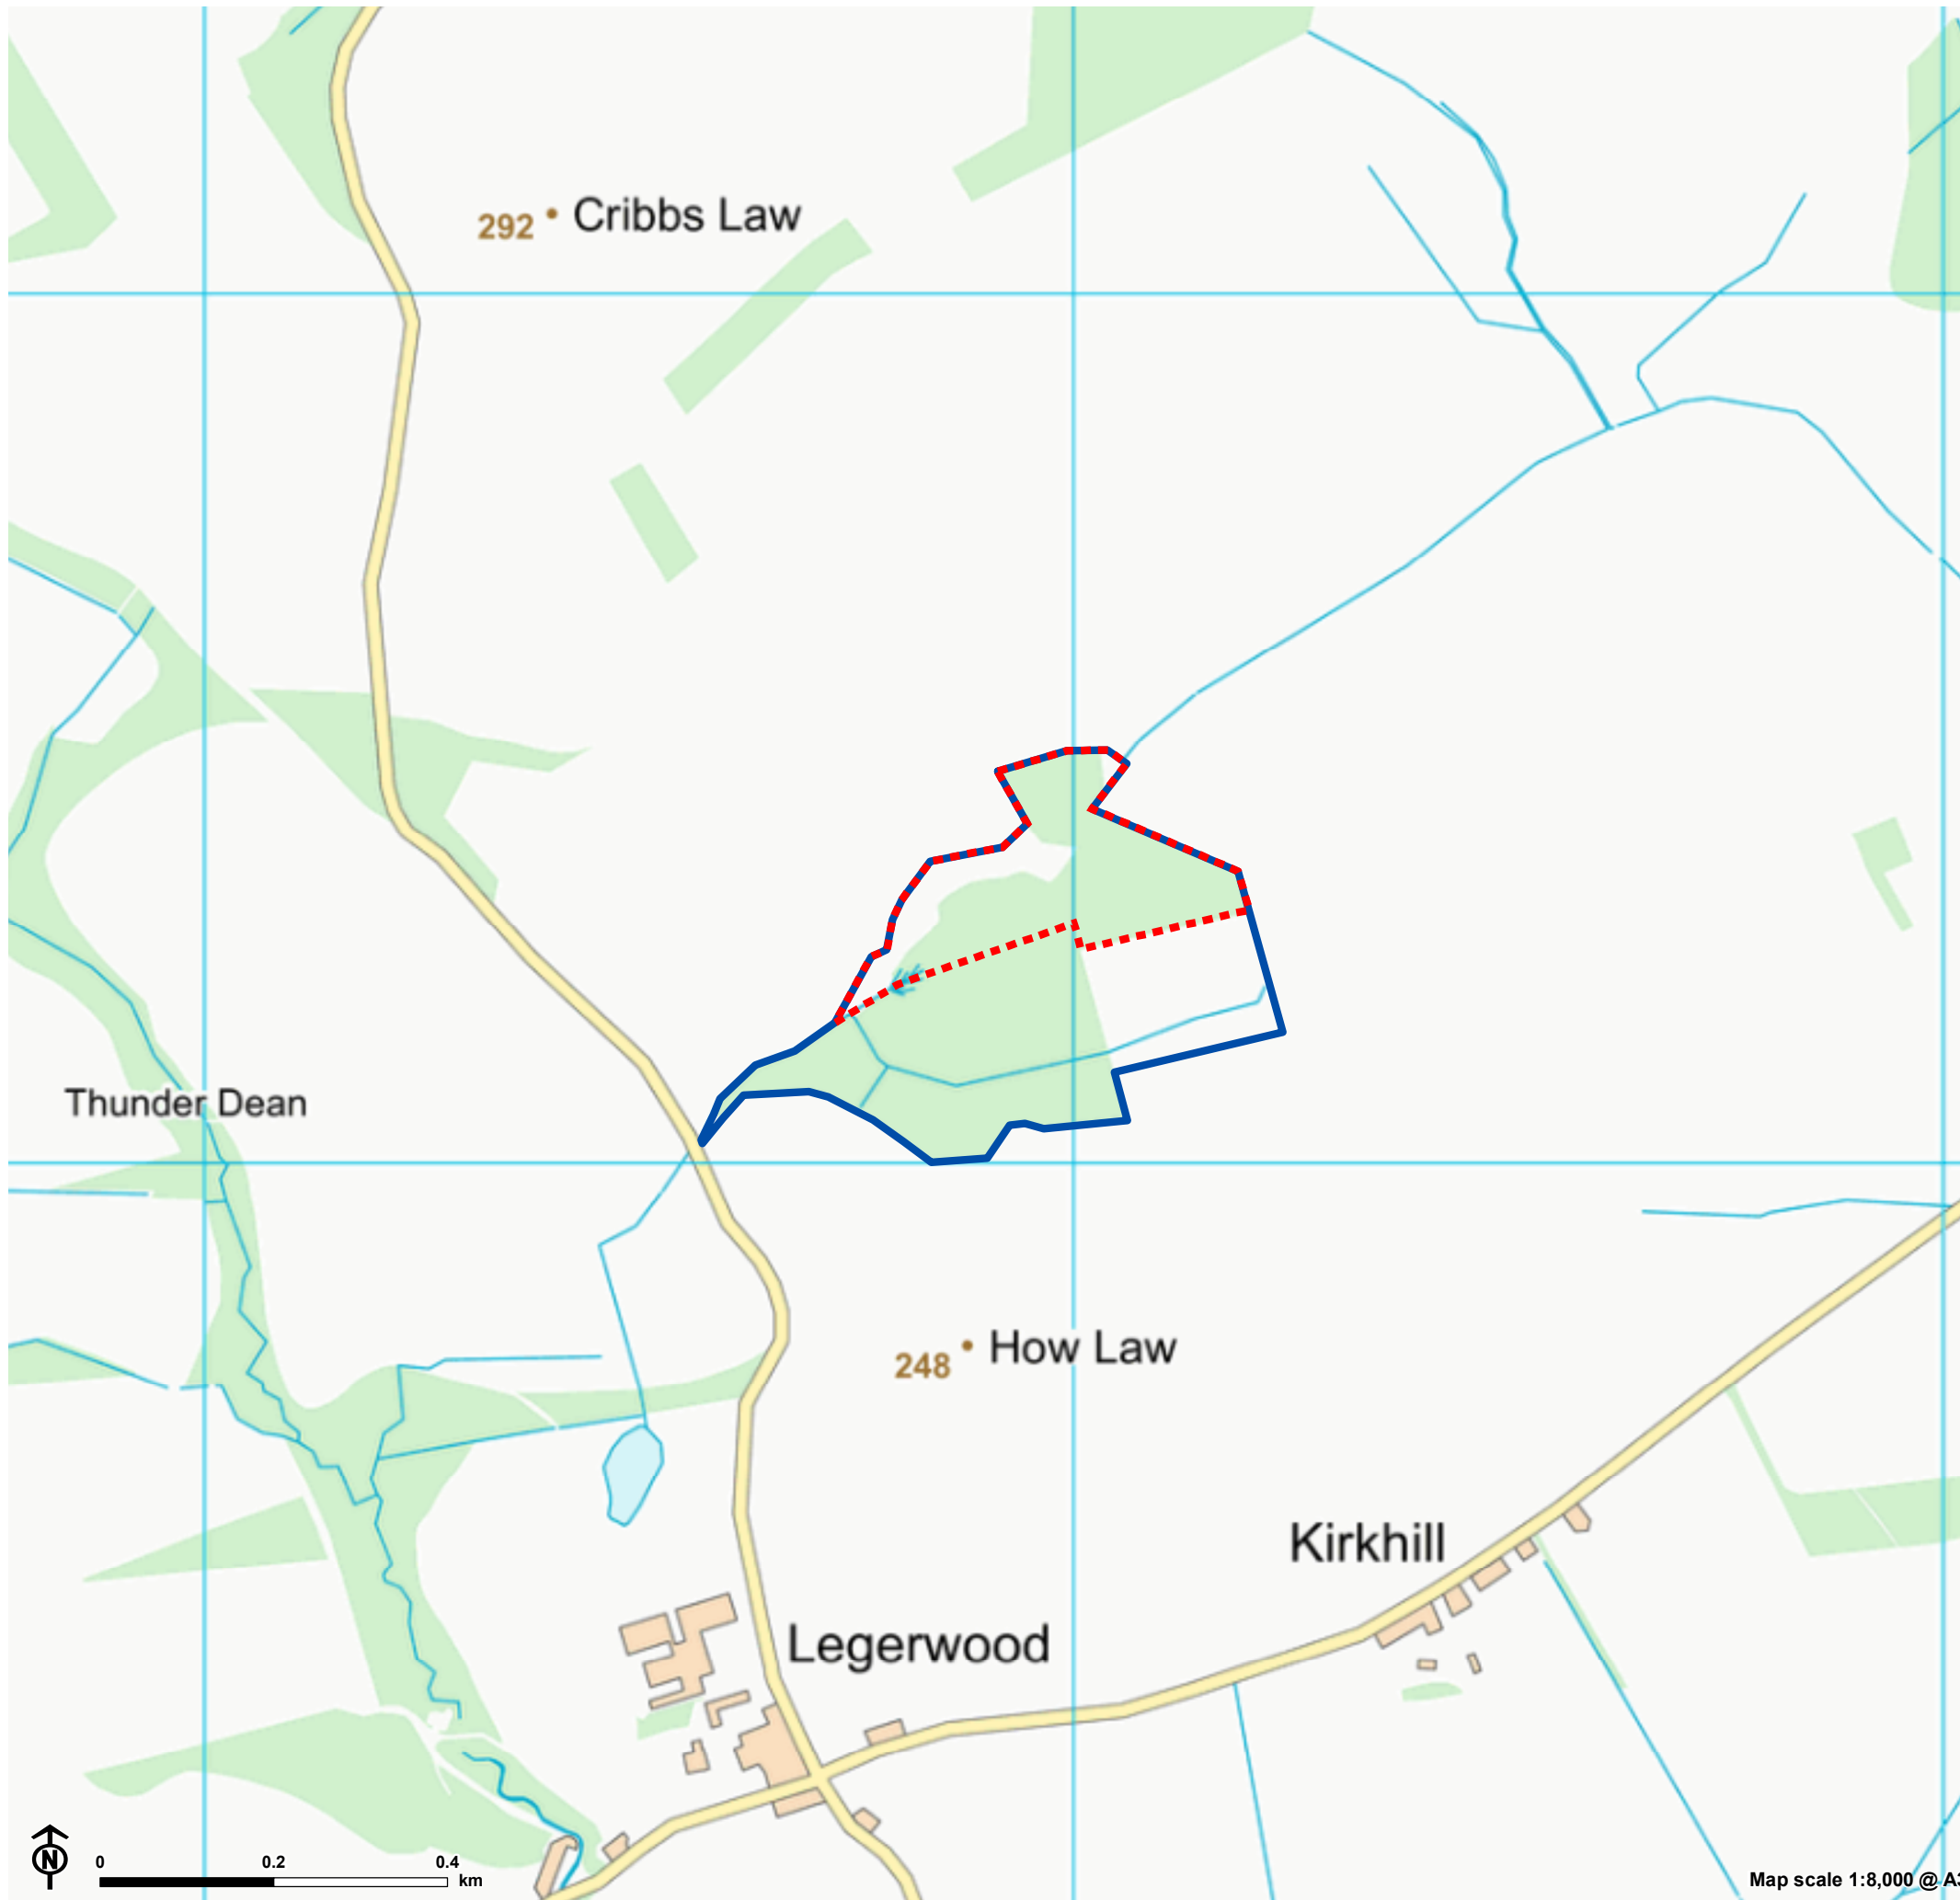 292 Cribbs Law
Thunder Dean
248 How Law
Kirkhill
Legerwood
N
0 0.2 0.4
km
Map scale 1:8,000 @